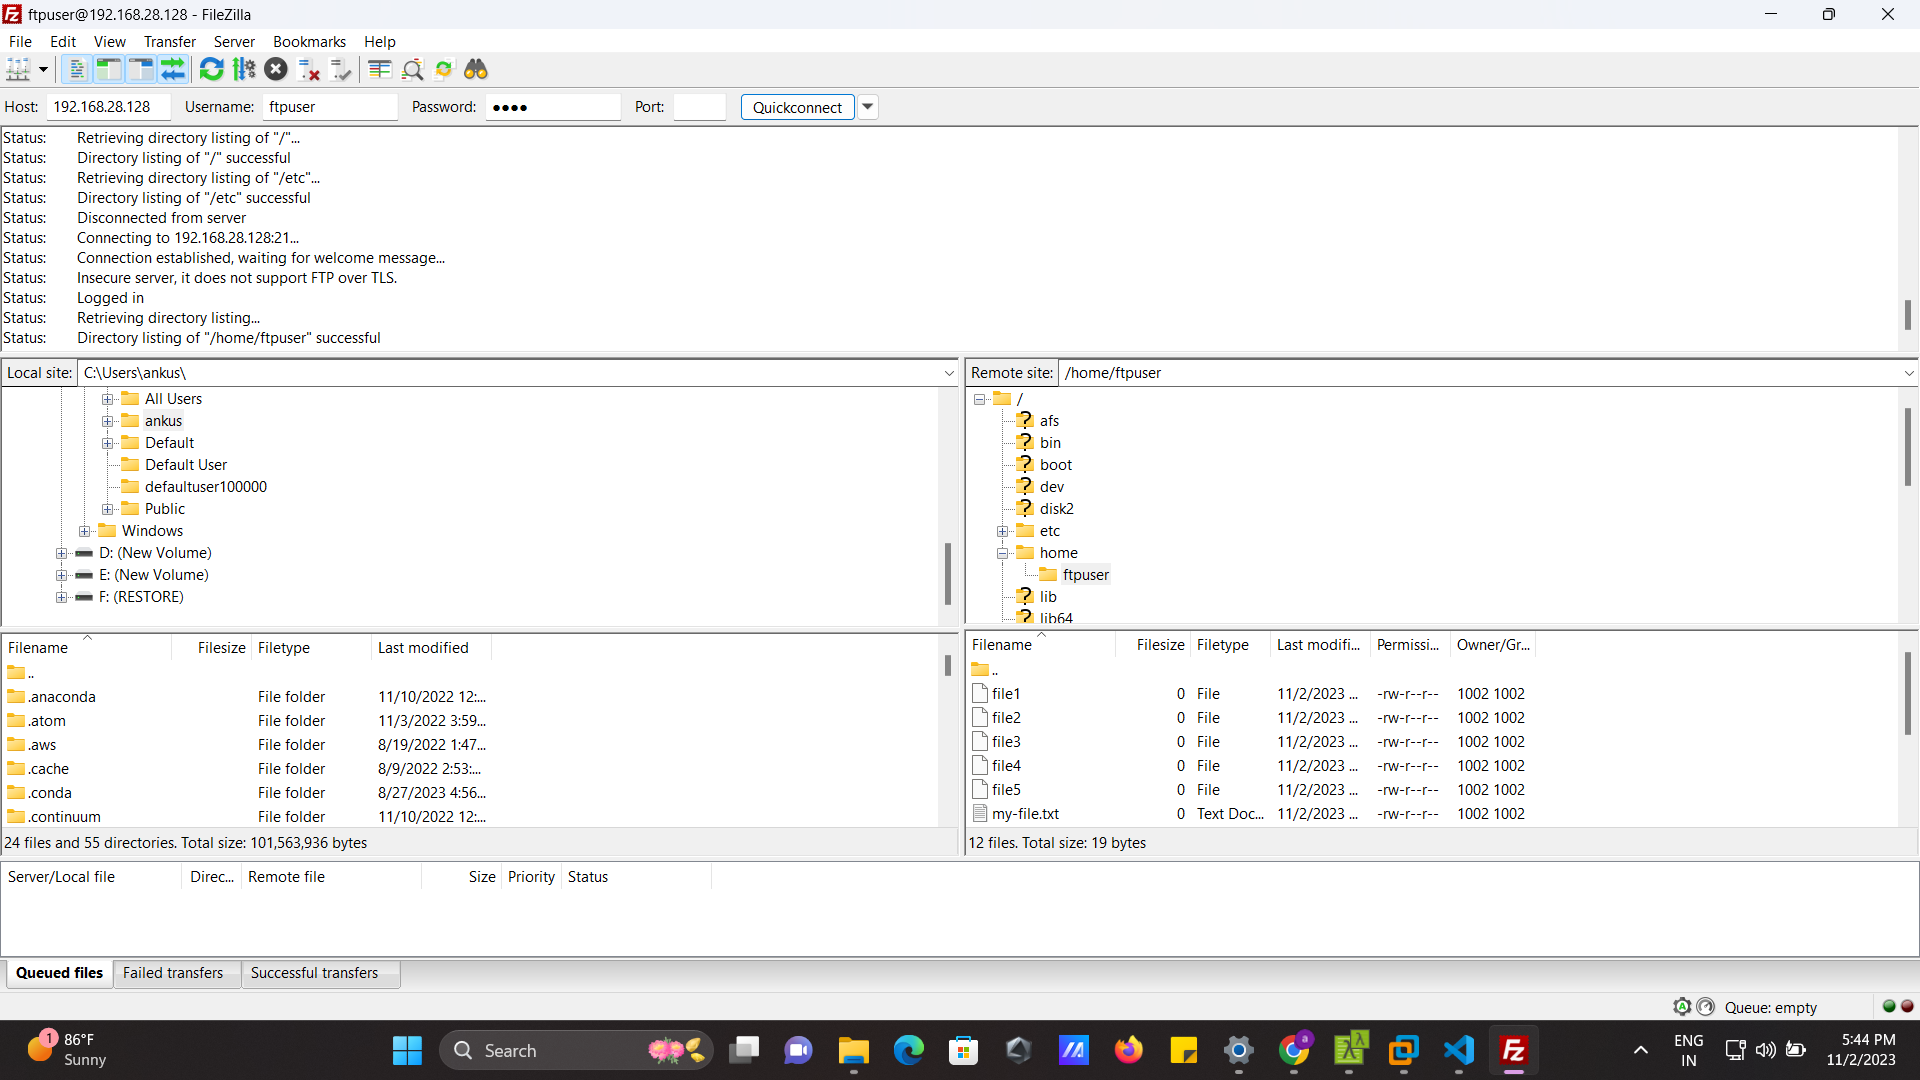 ftpuser@192.168.28.128 - FileZilla
File Edit View Transfer Server Bookmarks Help
Host: 192.168.28.128 Username: ftpuser Password: ●●●● Port: Quickconnect
Status: Retrieving directory listing of "/"...
Status: Directory listing of "/" successful
Status: Retrieving directory listing of "/etc"...
Status: Directory listing of "/etc" successful
Status: Disconnected from server
Status: Connecting to 192.168.28.128:21...
Status: Connection established, waiting for welcome message...
Status: Insecure server, it does not support FTP over TLS.
Status: Logged in
Status: Retrieving directory listing...
Status: Directory listing of "/home/ftpuser" successful
Local site: C:\Users\ankus\
All Users
ankus
Default
Default User
defaultuser100000
Public
Windows
D: (New Volume)
E: (New Volume)
F: (RESTORE)
Filename Filesize Filetype Last modified
..
.anaconda File folder 11/10/2022 12:...
.atom File folder 11/3/2022 3:59...
.aws File folder 8/19/2022 1:47...
.cache File folder 8/9/2022 2:53:...
.conda File folder 8/27/2023 4:56...
.continuum File folder 11/10/2022 12:...
24 files and 55 directories. Total size: 101,563,936 bytes
Remote site: /home/ftpuser
/
? afs
? bin
? boot
? dev
? disk2
etc
home
ftpuser
? lib
? lib64
Filename Filesize Filetype Last modifi... Permissi... Owner/Gr...
..
file1 0 File 11/2/2023 ... -rw-r--r-- 1002 1002
file2 0 File 11/2/2023 ... -rw-r--r-- 1002 1002
file3 0 File 11/2/2023 ... -rw-r--r-- 1002 1002
file4 0 File 11/2/2023 ... -rw-r--r-- 1002 1002
file5 0 File 11/2/2023 ... -rw-r--r-- 1002 1002
my-file.txt 0 Text Doc... 11/2/2023 ... -rw-r--r-- 1002 1002
12 files. Total size: 19 bytes
Server/Local file Direc... Remote file Size Priority Status
Queued files Failed transfers Successful transfers
Queue: empty
1 86°F
Sunny
Search
a
Fz
ENG
IN
5:44 PM
11/2/2023